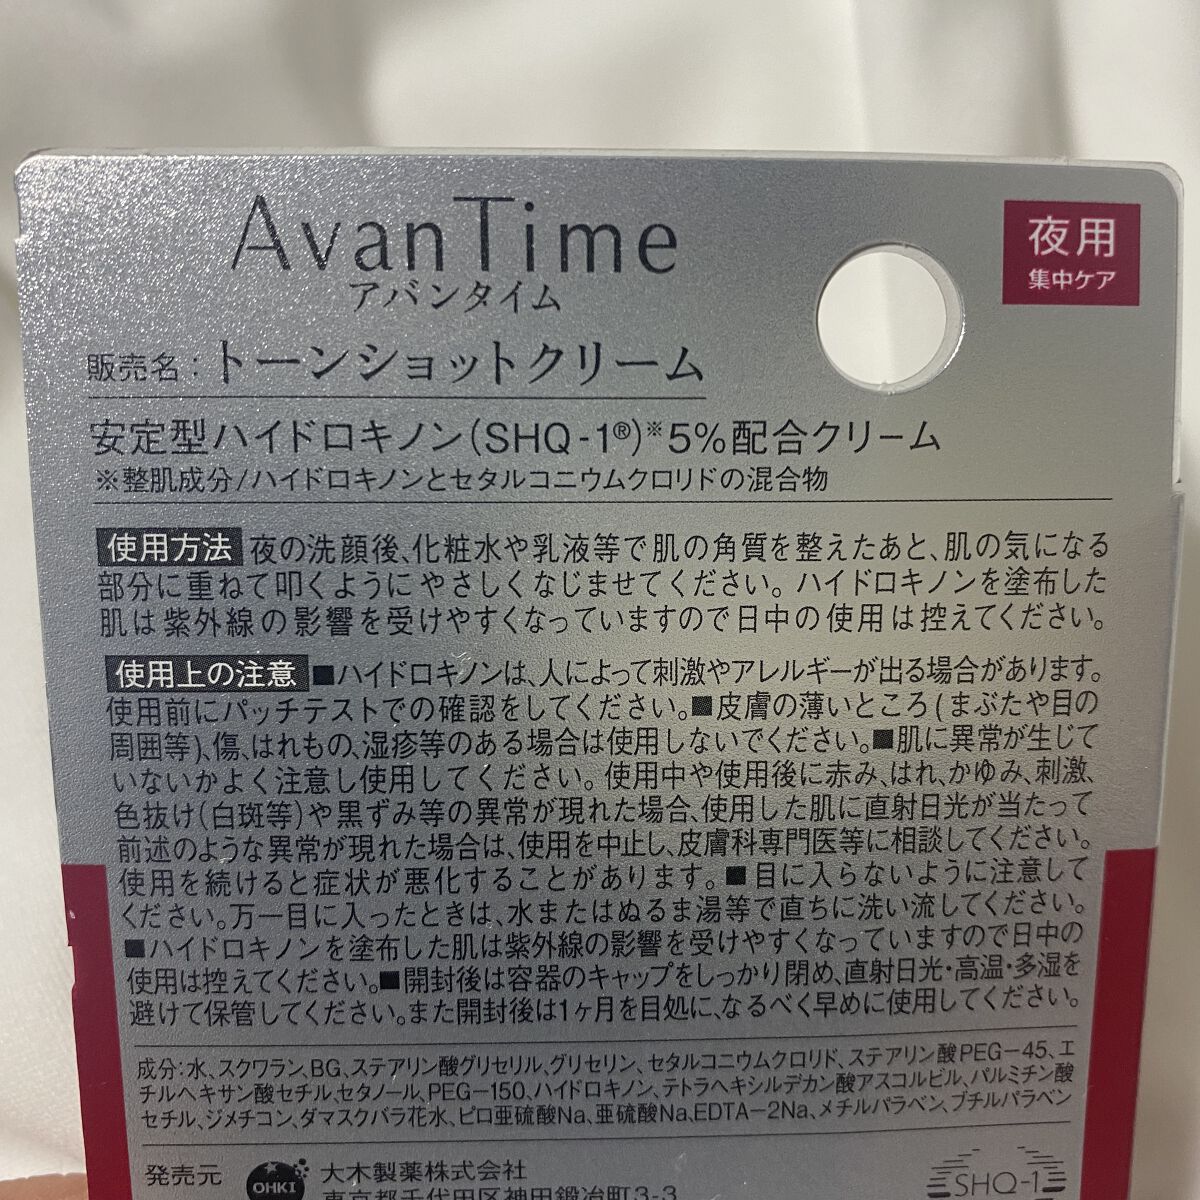 AvanTime
アバンタイム
夜用
集中ケア
販売名：トーンショットクリーム
安定型ハイドロキノン(SHQ-1®)※5%配合クリーム
※整肌成分/ハイドロキノンとセタルコニウムクロリドの混合物
使用方法 夜の洗顔後、化粧水や乳液等で肌の角質を整えたあと、肌の気になる
部分に重ねて叩くようにやさしくなじませてください。ハイドロキノンを塗布した
肌は紫外線の影響を受けやすくなっていますので日中の使用は控えてください。
使用上の注意 ■ハイドロキノンは、人によって刺激やアレルギーが出る場合があります。
使用前にパッチテストでの確認をしてください。■皮膚の薄いところ(まぶたや目の
周囲等)、傷、はれもの、湿疹等のある場合は使用しないでください。■肌に異常が生じて
いないかよく注意し使用してください。使用中や使用後に赤み、はれ、かゆみ、刺激、
色抜け(白斑等)や黒ずみ等の異常が現れた場合、使用した肌に直射日光が当たって
前述のような異常が現れた場合は、使用を中止し、皮膚科専門医等に相談してください。
使用を続けると症状が悪化することがあります。■目に入らないように注意して
ください。万一目に入ったときは、水またはぬるま湯等で直ちに洗い流してください。
■ハイドロキノンを塗布した肌は紫外線の影響を受けやすくなっていますので日中の
使用は控えてください。■開封後は容器のキャップをしっかり閉め、直射日光・高温・多湿を
避けて保管してください。また開封後は1ヶ月を目処に、なるべく早めに使用してください。
成分：水、スクワラン、BG、ステアリン酸グリセリル、グリセリン、セタルコニウムクロリド、ステアリン酸PEG-45、エ
チルヘキサン酸セチル、セタノール、PEG-150、ハイドロキノン、テトラヘキシルデカン酸アスコルビル、パルミチン酸
セチル、ジメチコン、ダマスクバラ花水、ピロ亜硫酸Na、亜硫酸Na、EDTA-2Na、メチルパラベン、ブチルパラベン
発売元 OHKI 大木製薬株式会社
東京都千代田区神田鍛冶町3-3
SHQ-1